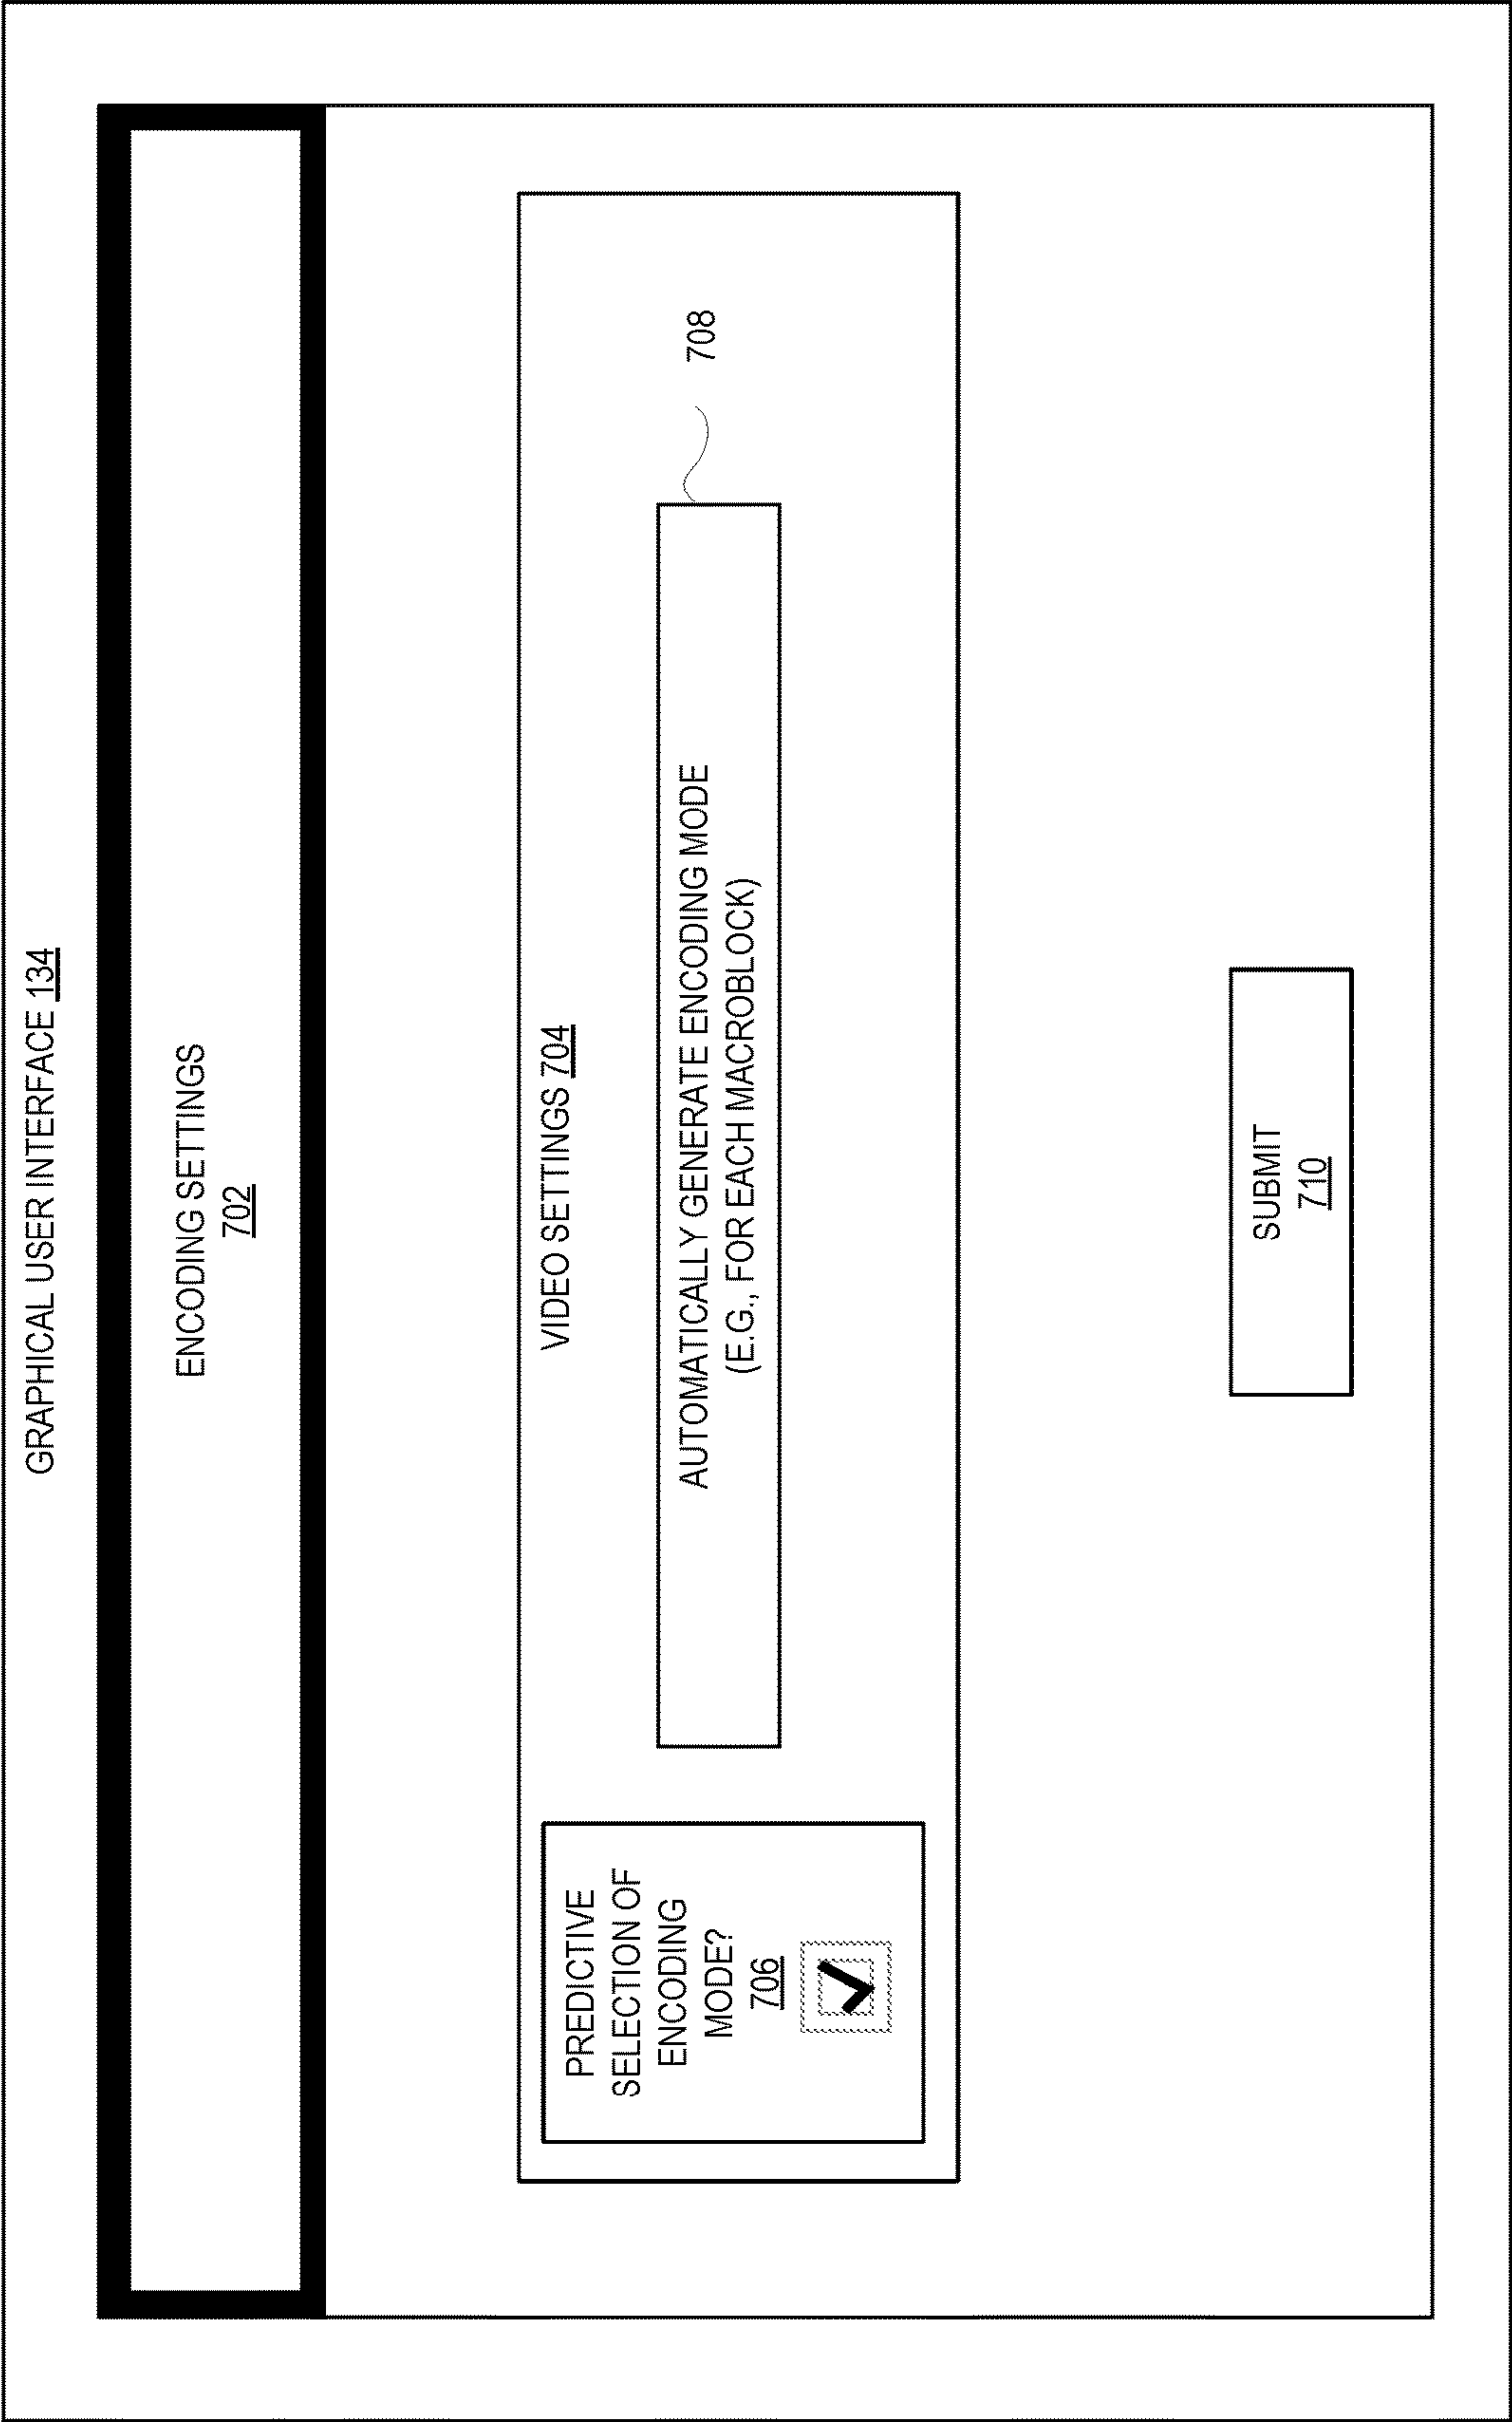 GRAPHICAL USER INTERFACE 134
ENCODING SETTINGS
702
VIDEO SETTINGS 704
PREDICTIVE
SELECTION OF
ENCODING
MODE?
706
AUTOMATICALLY GENERATE ENCODING MODE
(E.G., FOR EACH MACROBLOCK)
708
SUBMIT
710